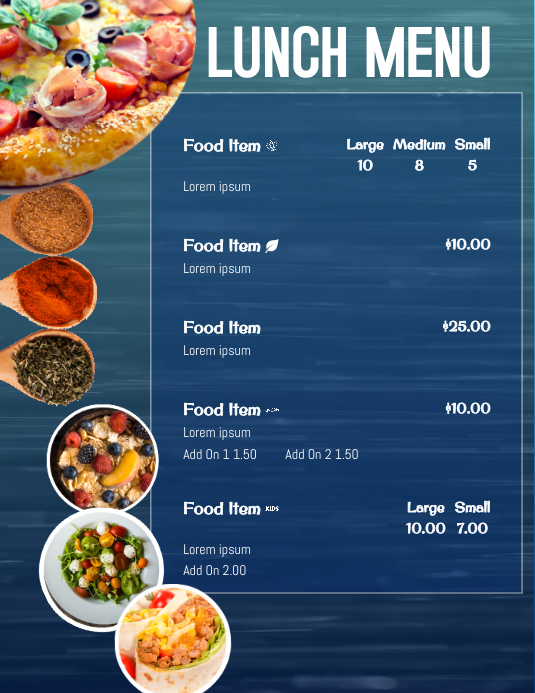 LUNCH MENU
Food Item Large Medium Small
10 8 5
Lorem ipsum
Food Item $10.00
Lorem ipsum
Food Item $25.00
Lorem ipsum
Food Item $10.00
Lorem ipsum
Add On 1 1.50 Add On 2 1.50
Food Item KIDS Large Small
10.00 7.00
Lorem ipsum
Add On 2.00